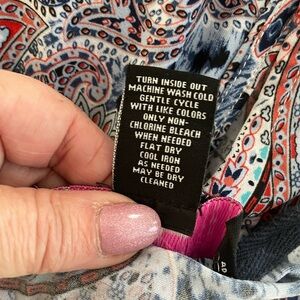 TURN INSIDE OUT
MACHINE WASH COLD
GENTLE CYCLE
WITH LIKE COLORS
ONLY NON-
CHLORINE BLEACH
WHEN NEEDED
FLAT DRY
COOL IRON
AS NEEDED
MAY BE DRY
CLEANED